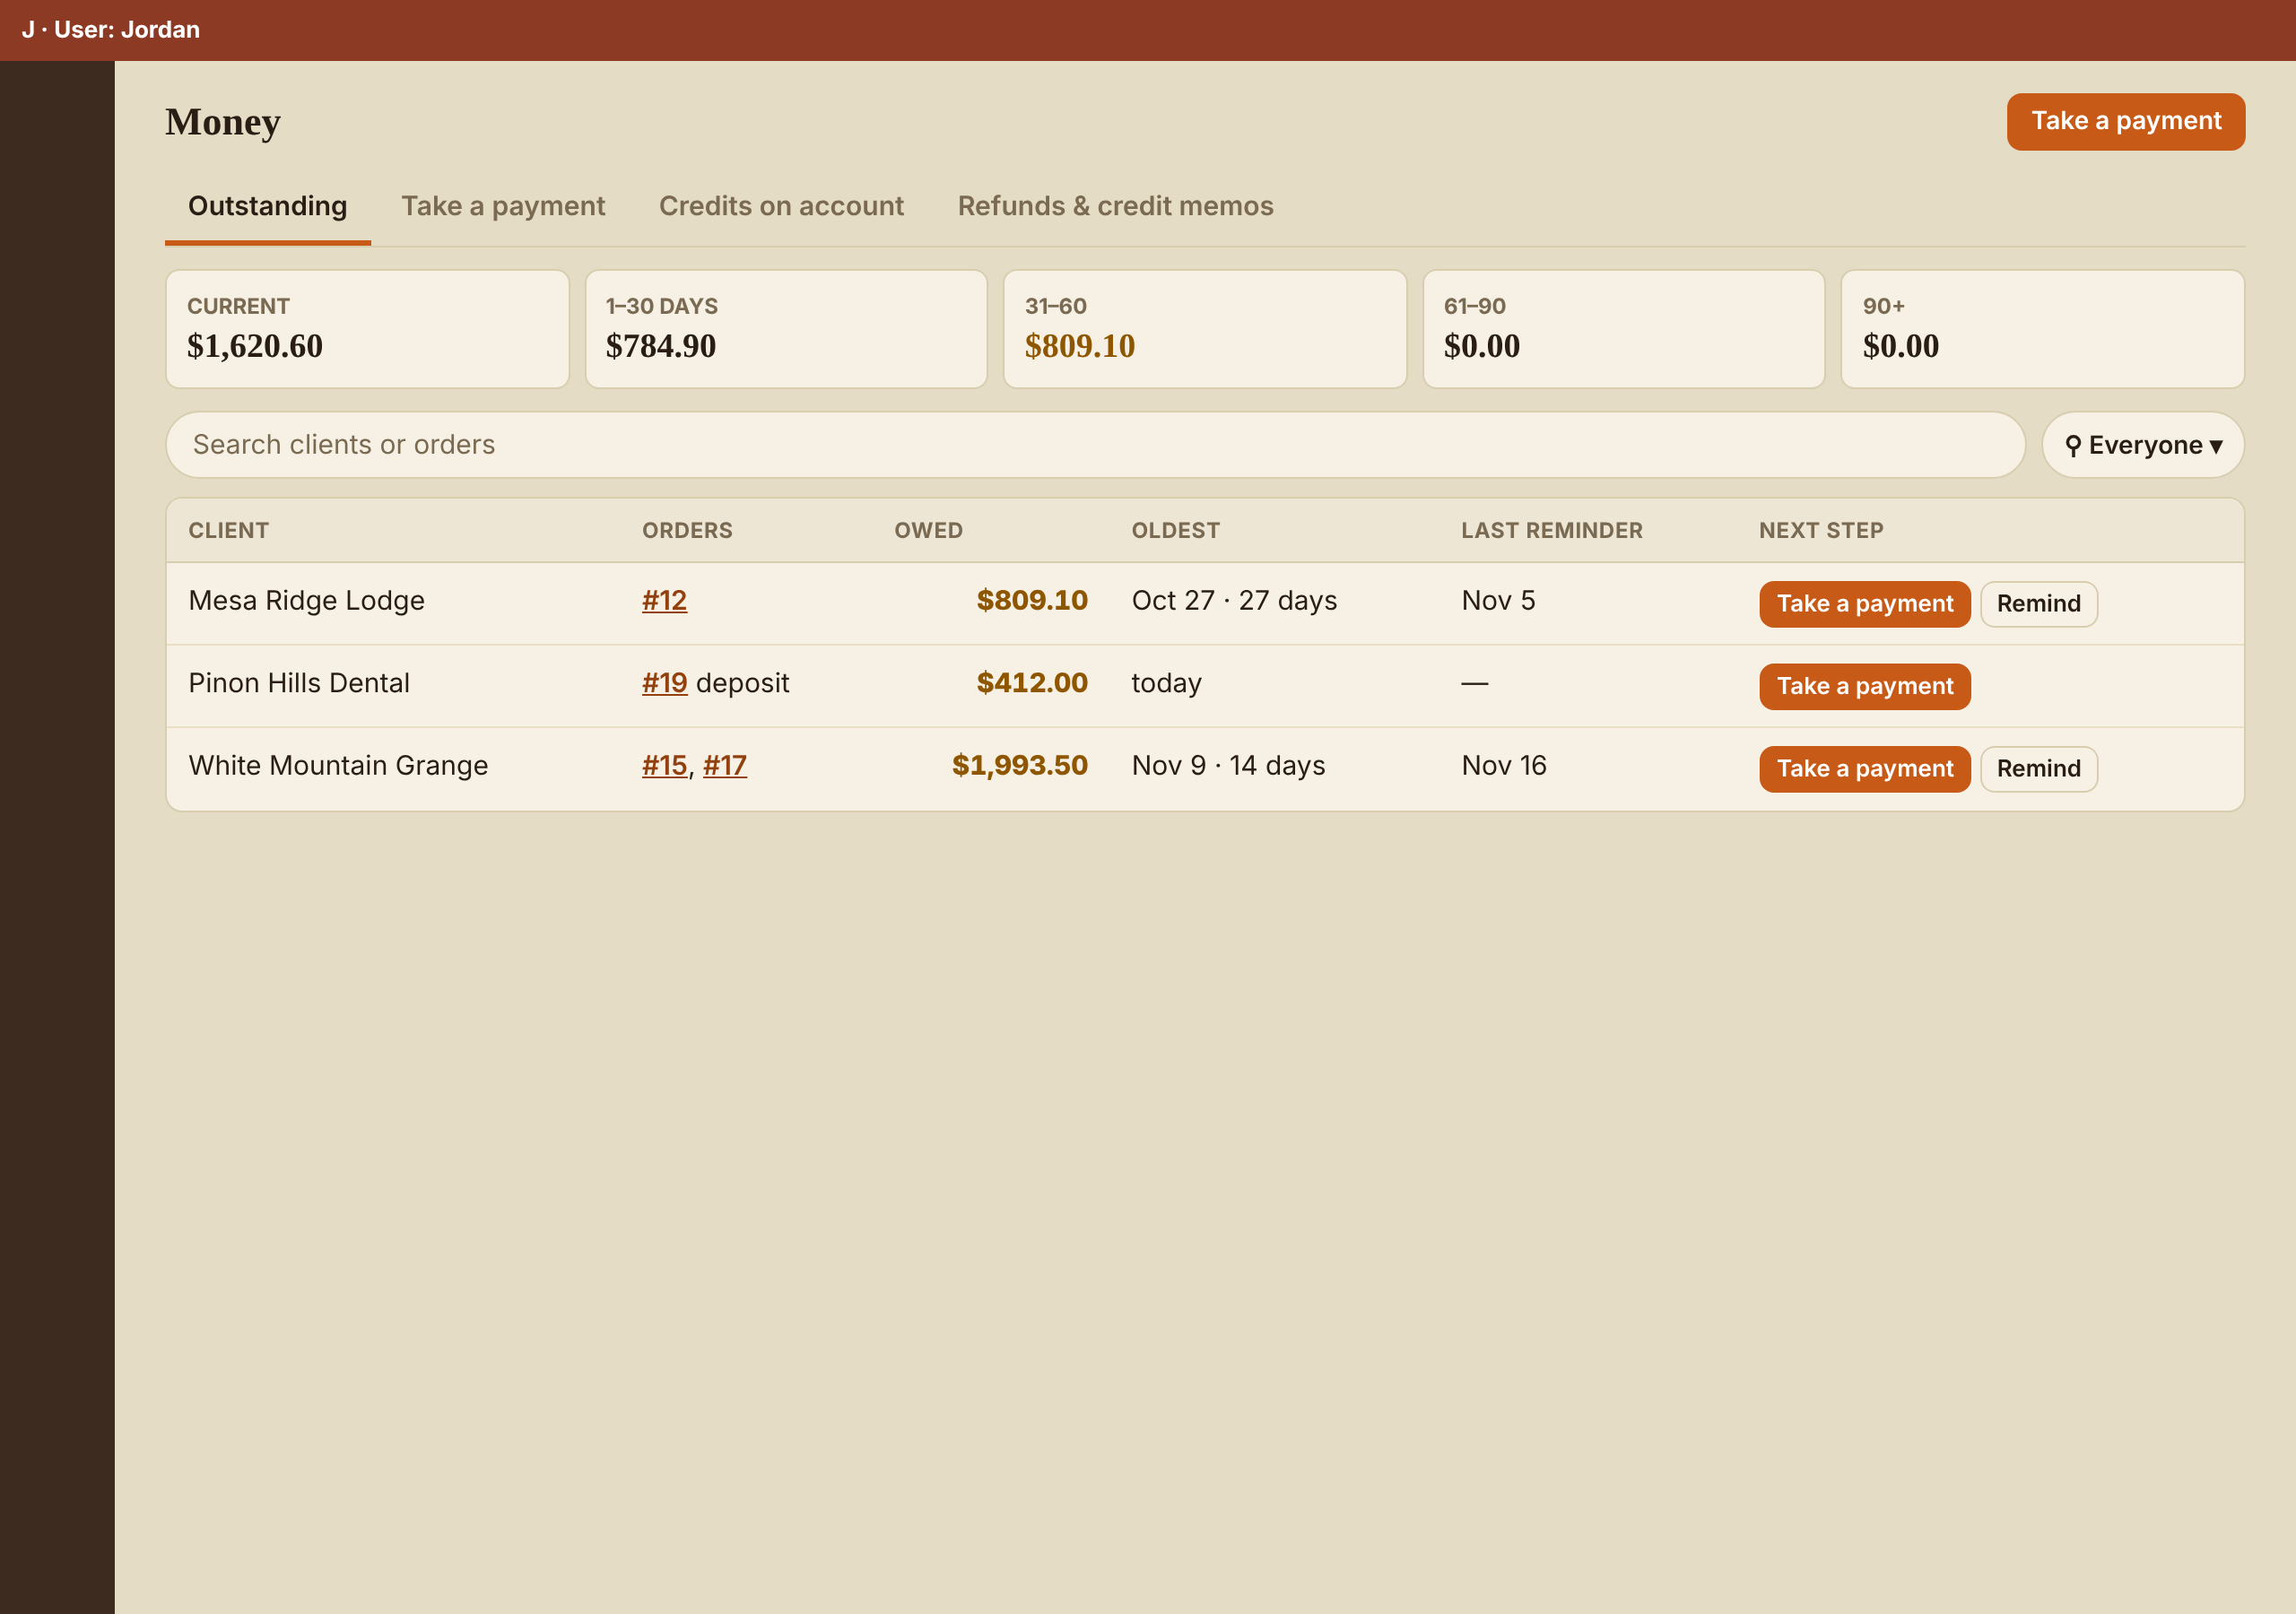 J · User: Jordan
Money
Take a payment
Outstanding Take a payment Credits on account Refunds & credit memos
CURRENT 1–30 DAYS 31–60 61–90 90+
$1,620.60 $784.90 $809.10 $0.00 $0.00
Search clients or orders
⚲ Everyone ▾
CLIENT ORDERS OWED OLDEST LAST REMINDER NEXT STEP
Mesa Ridge Lodge #12 $809.10 Oct 27 · 27 days Nov 5 Take a payment Remind
Pinon Hills Dental #19 deposit $412.00 today — Take a payment
White Mountain Grange #15, #17 $1,993.50 Nov 9 · 14 days Nov 16 Take a payment Remind